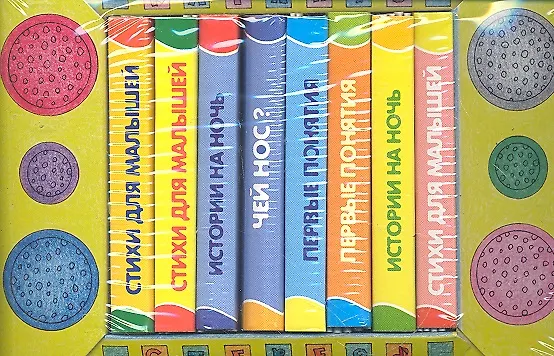 СТИХИ ДЛЯ МАЛЫШЕЙ
СТИХИ ДЛЯ МАЛЫШЕЙ
ИСТОРИИ НА НОЧЬ
ЧЕЙ НОС?
ПЕРВЫЕ ПОНЯТИЯ
ПЕРВЫЕ ПОНЯТИЯ
ИСТОРИИ НА НОЧЬ
СТИХИ ДЛЯ МАЛЫШЕЙ